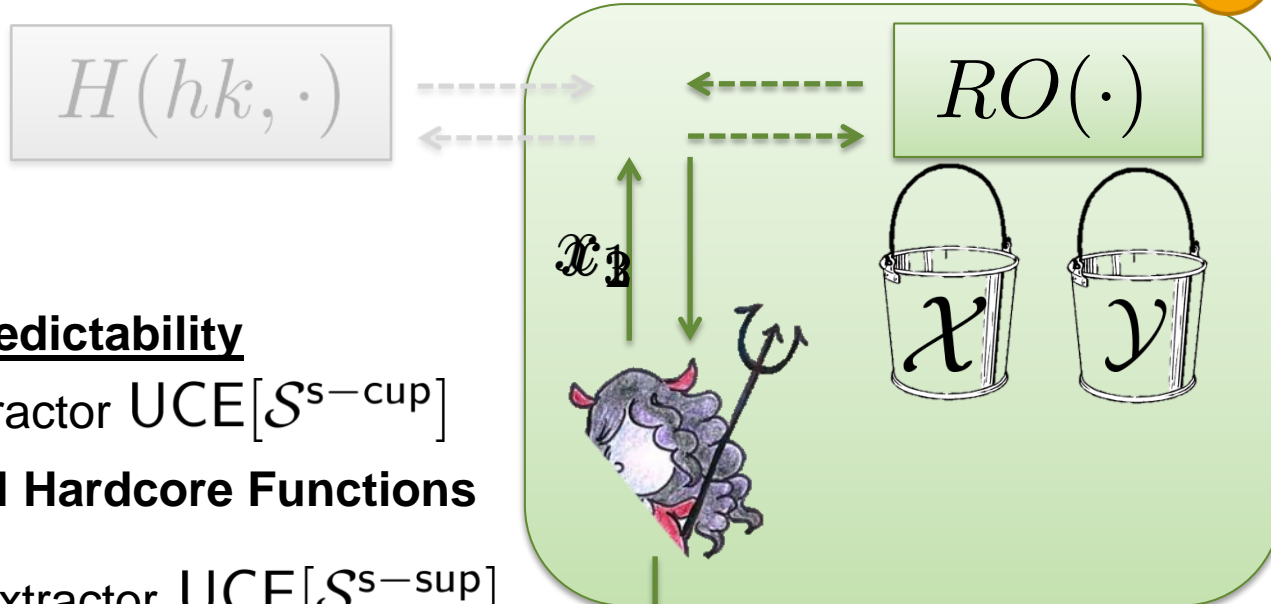 H(hk, ·)
RO(·)
𝒳
𝒴
edictability
ractor UCE[𝒮^{s−cup}]
Hardcore Functions
xtractor UCE[𝒮^{s−sup}]